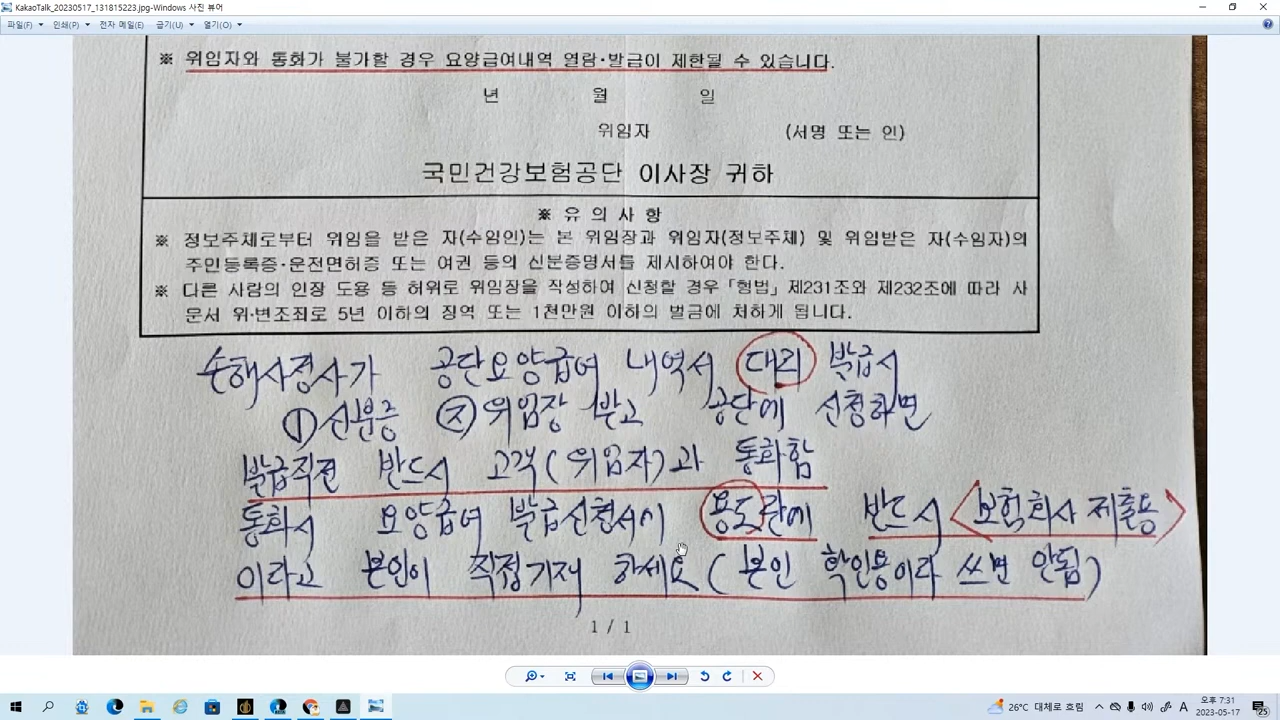 KakaoTalk_20230517_131815223.jpg-Windows 사진 뷰어
파일(F) 인쇄(P) 전자 메일(E) 굽기(U) 열기(O)
※ 위임자와 통화가 불가할 경우 요양급여내역 열람·발급이 제한될 수 있습니다.
년 월 일
위임자 (서명 또는 인)
국민건강보험공단 이사장 귀하
※ 유 의 사 항
※ 정보주체로부터 위임을 받은 자(수임인)는 본 위임장과 위임자(정보주체) 및 위임받은 자(수임자)의
주민등록증·운전면허증 또는 여권 등의 신분증명서를 제시하여야 한다.
※ 다른 사람의 인장 도용 등 허위로 위임장을 작성하여 신청할 경우 「형법」 제231조와 제232조에 따라 사
문서 위·변조죄로 5년 이하의 징역 또는 1천만원 이하의 벌금에 처하게 됩니다.
손해사정사가 공단요양급여 내역서 대리 발급시
① 신분증 ② 위임장 받고 공단에 신청하면
발급직전 반드시 고객(위임자)과 통화함
통화시 요양급여 발급신청서에 용도란에 반드시 <보험회사 제출용>
이라고 본인이 직접기재 하세요 (본인 확인용이라 쓰면 안됨)
1 / 1
26°C 대체로 흐림 A 오후 7:31
2023-05-17
25